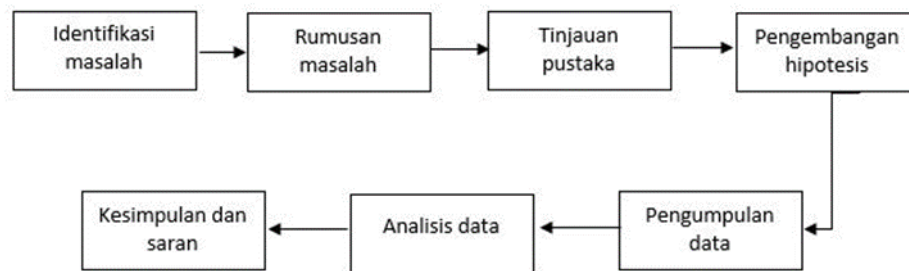 Identifikasi
masalah
Rumusan
masalah
Tinjauan
pustaka
Pengembangan
hipotesis
Pengumpulan
data
Analisis data
Kesimpulan dan
saran